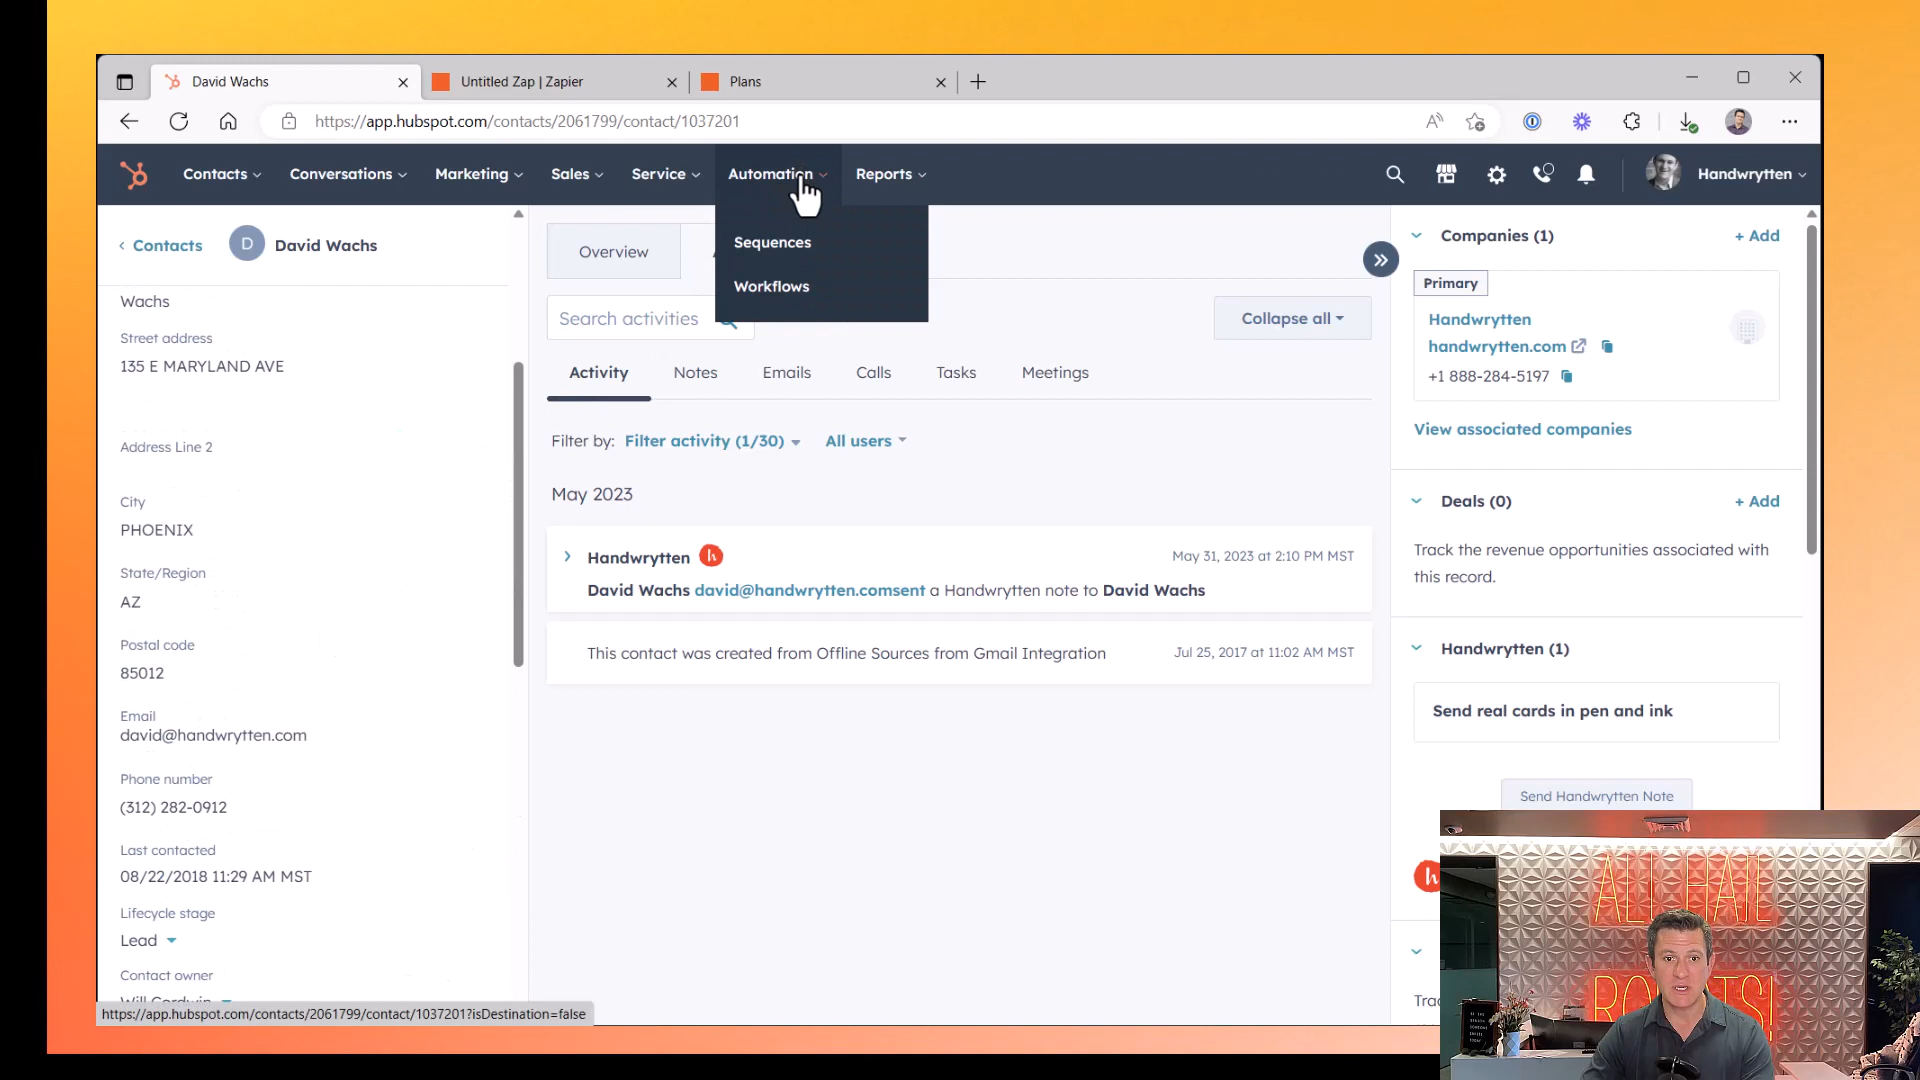 David Wachs
Untitled Zap | Zapier
Plans
https://app.hubspot.com/contacts/2061799/contact/1037201
Contacts
Conversations
Marketing
Sales
Service
Automation
Reports
Handwrytten
Sequences
Workflows
Contacts
D
David Wachs
Wachs
Street address
135 E MARYLAND AVE
Address Line 2
City
PHOENIX
State/Region
AZ
Postal code
85012
Email
david@handwrytten.com
Phone number
(312) 282-0912
Last contacted
08/22/2018 11:29 AM MST
Lifecycle stage
Lead
Contact owner
Will Cordwin
https://app.hubspot.com/contacts/2061799/contact/1037201?isDestination=false
Overview
Search activities
Collapse all
Activity
Notes
Emails
Calls
Tasks
Meetings
Filter by: Filter activity (1/30) All users
May 2023
Handwrytten h
May 31, 2023 at 2:10 PM MST
David Wachs david@handwrytten.comsent a Handwrytten note to David Wachs
This contact was created from Offline Sources from Gmail Integration
Jul 25, 2017 at 11:02 AM MST
Companies (1)
+ Add
Primary
Handwrytten
handwrytten.com
+1 888-284-5197
View associated companies
Deals (0)
+ Add
Track the revenue opportunities associated with
this record.
Handwrytten (1)
Send real cards in pen and ink
Send Handwrytten Note
h
ALL HAIL